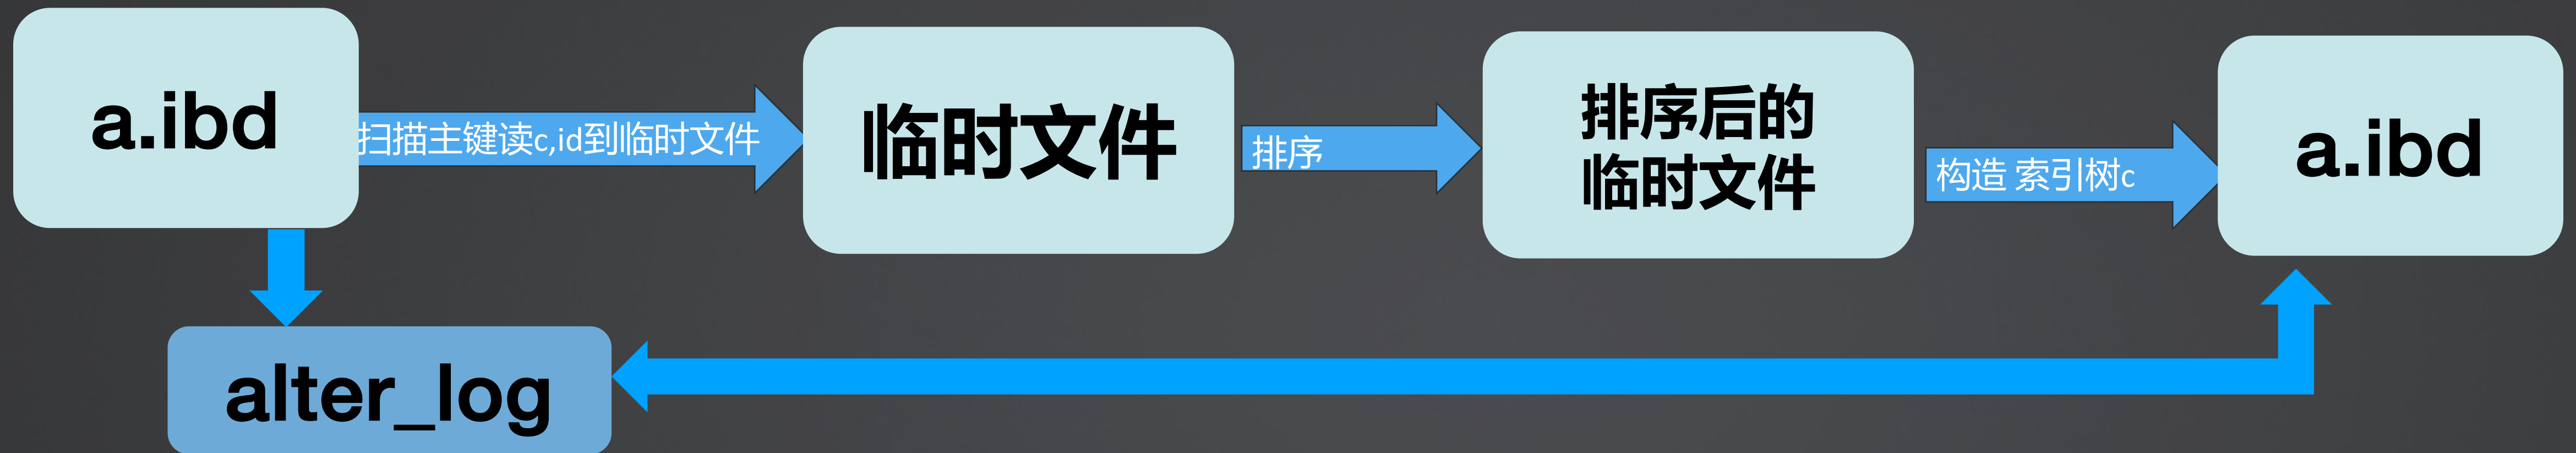 a.ibd
扫描主键读c,id到临时文件
临时文件
排序
排序后的
临时文件
构造 索引树c
a.ibd
alter_log